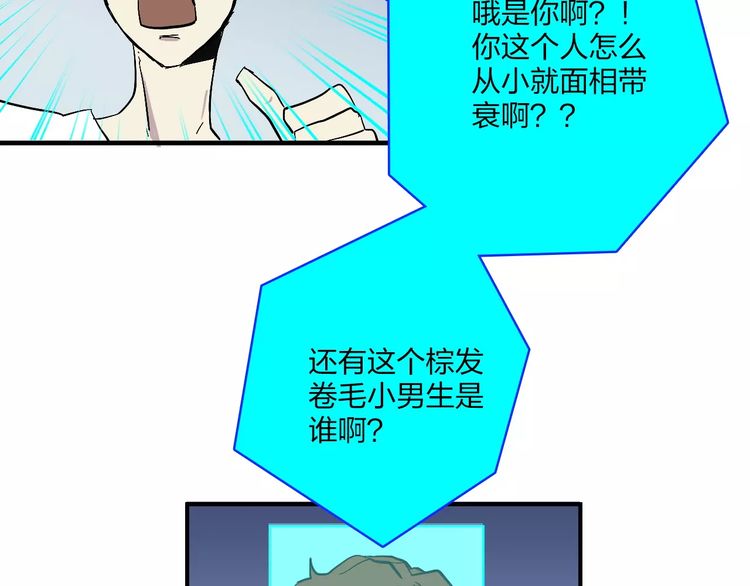 哦是你啊？！
你这个人怎么
从小就面相带
衰啊？？
还有这个棕发
卷毛小男生是
谁啊？